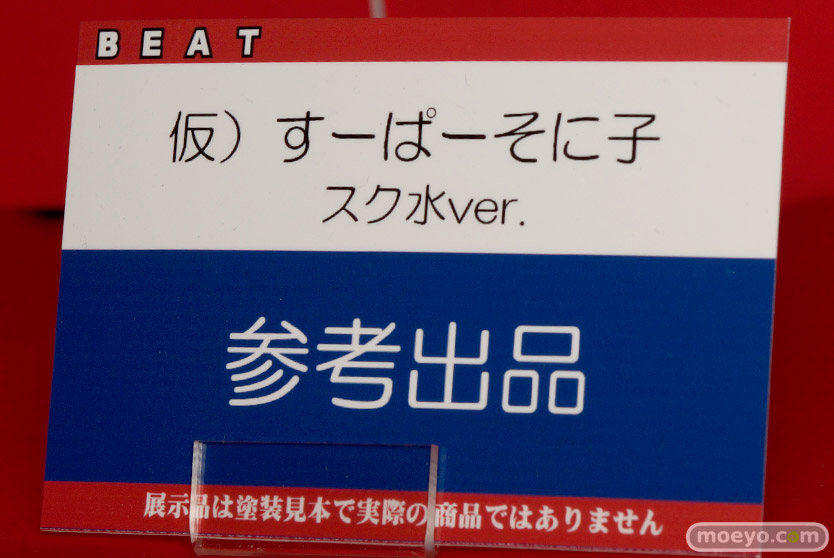 BEAT
仮）すーぱーそに子
スク水ver.
参考出品
展示品は塗装見本で実際の商品ではありません
moeyo.com